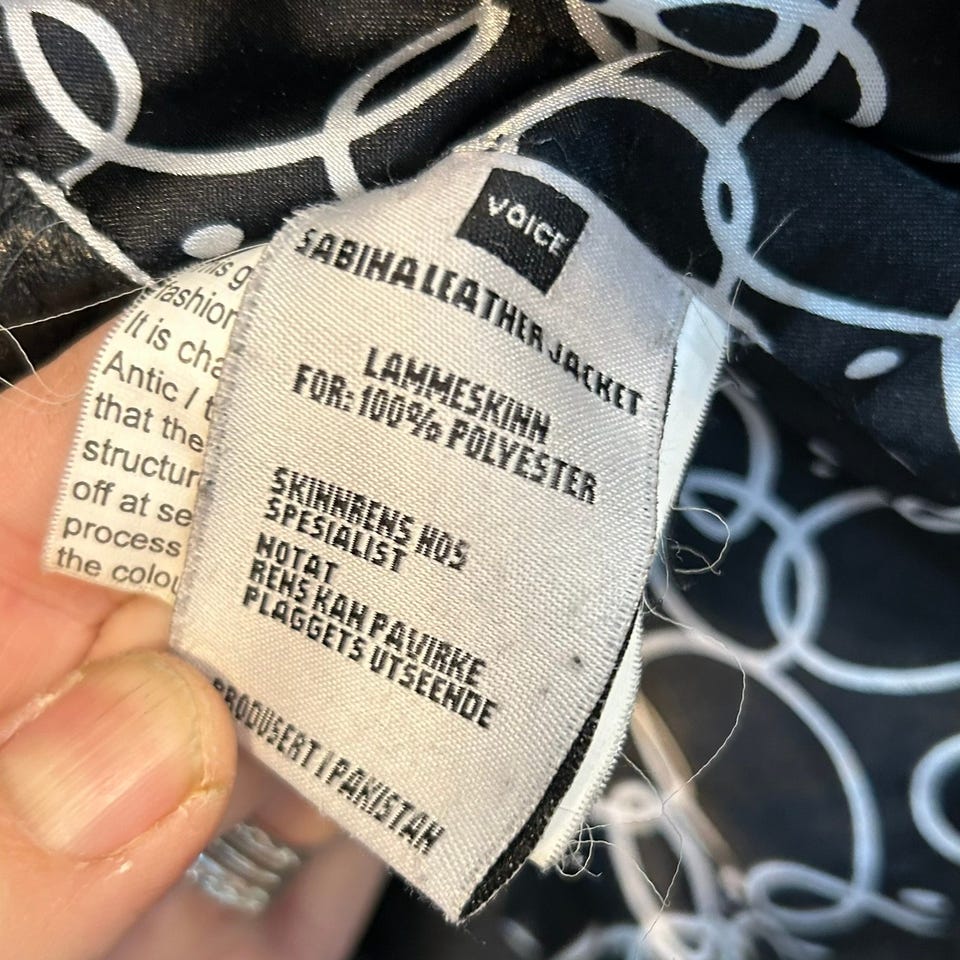 VOICE
SABINA LEATHER JACKET
LAMMESKINN
FOR: 100% POLYESTER
SKINNRENS HOS
SPESIALIST
NOTAT
RENS KAN PAVIRKE
PLAGGETS UTSEENDE
PRODUSERT I PAKISTAN
fashion
It is cha
Antic / t
that the
structur
off at se
process
the colou